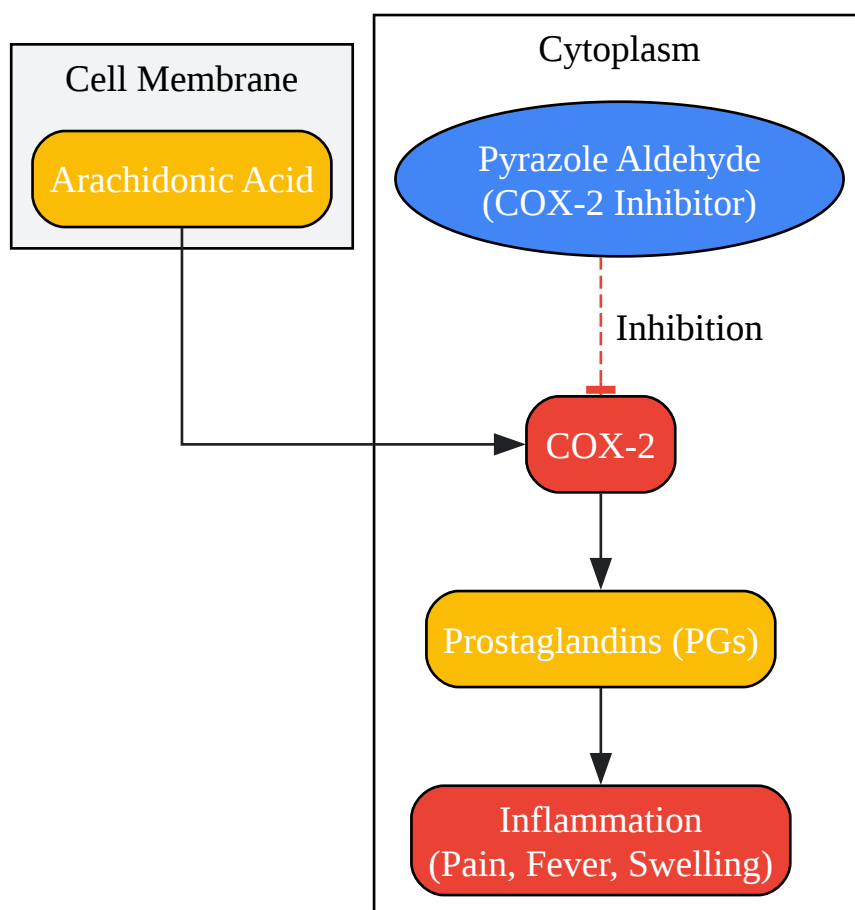 Cell Membrane
Arachidonic Acid
Cytoplasm
Pyrazole Aldehyde
(COX-2 Inhibitor)
Inhibition
COX-2
Prostaglandins (PGs)
Inflammation
(Pain, Fever, Swelling)